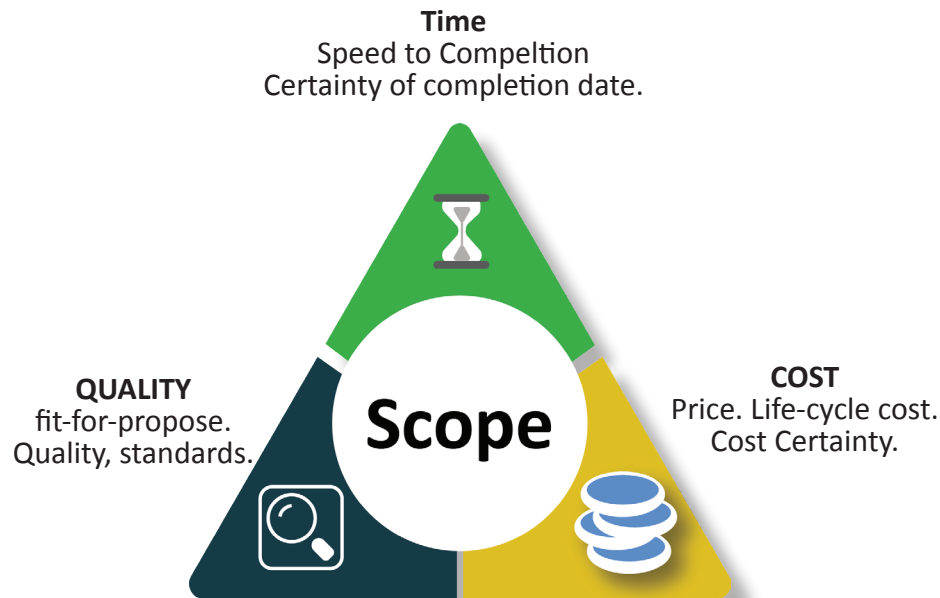 Time
Speed to Compeltion
Certainty of completion date.
QUALITY
fit-for-propose.
Quality, standards.
Scope
COST
Price. Life-cycle cost.
Cost Certainty.